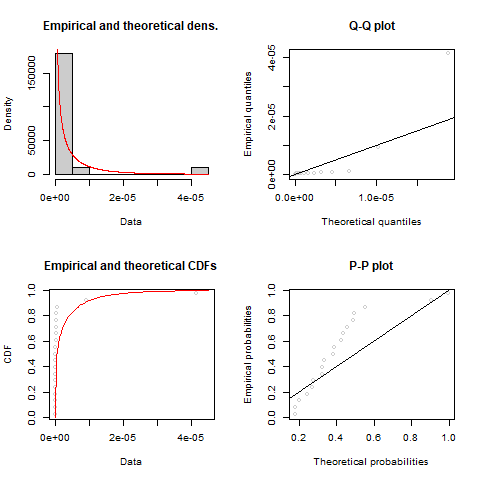 Empirical and theoretical dens.
Density
0 50000 150000
0e+00 2e-05 4e-05
Data
Q-Q plot
Empirical quantiles
0e+00 2e-05 4e-05
0.0e+00 1.0e-05
Theoretical quantiles
Empirical and theoretical CDFs
CDF
0.0 0.2 0.4 0.6 0.8 1.0
0e+00 2e-05 4e-05
Data
P-P plot
Empirical probabilities
0.0 0.2 0.4 0.6 0.8 1.0
0.2 0.4 0.6 0.8 1.0
Theoretical probabilities